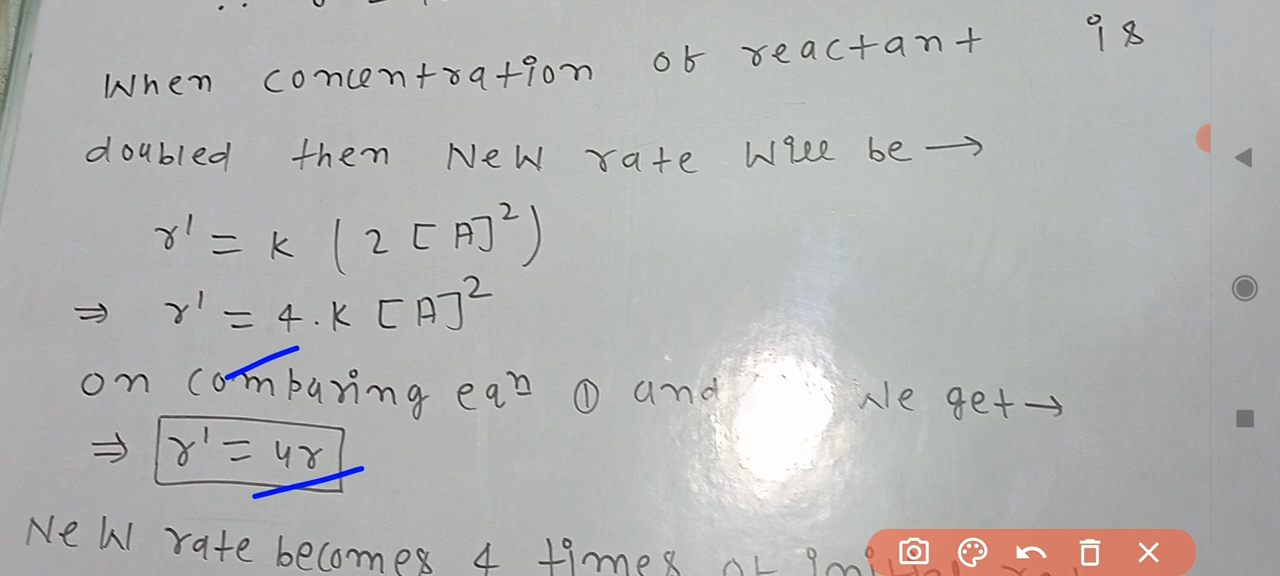 When concentration of reactant is
doubled then New rate will be →
r' = K (2 [A]²)
⇒ r' = 4.K [A]²
on comparing eqⁿ ① and We get →
⇒ r' = 4r
New rate becomes 4 times of initial